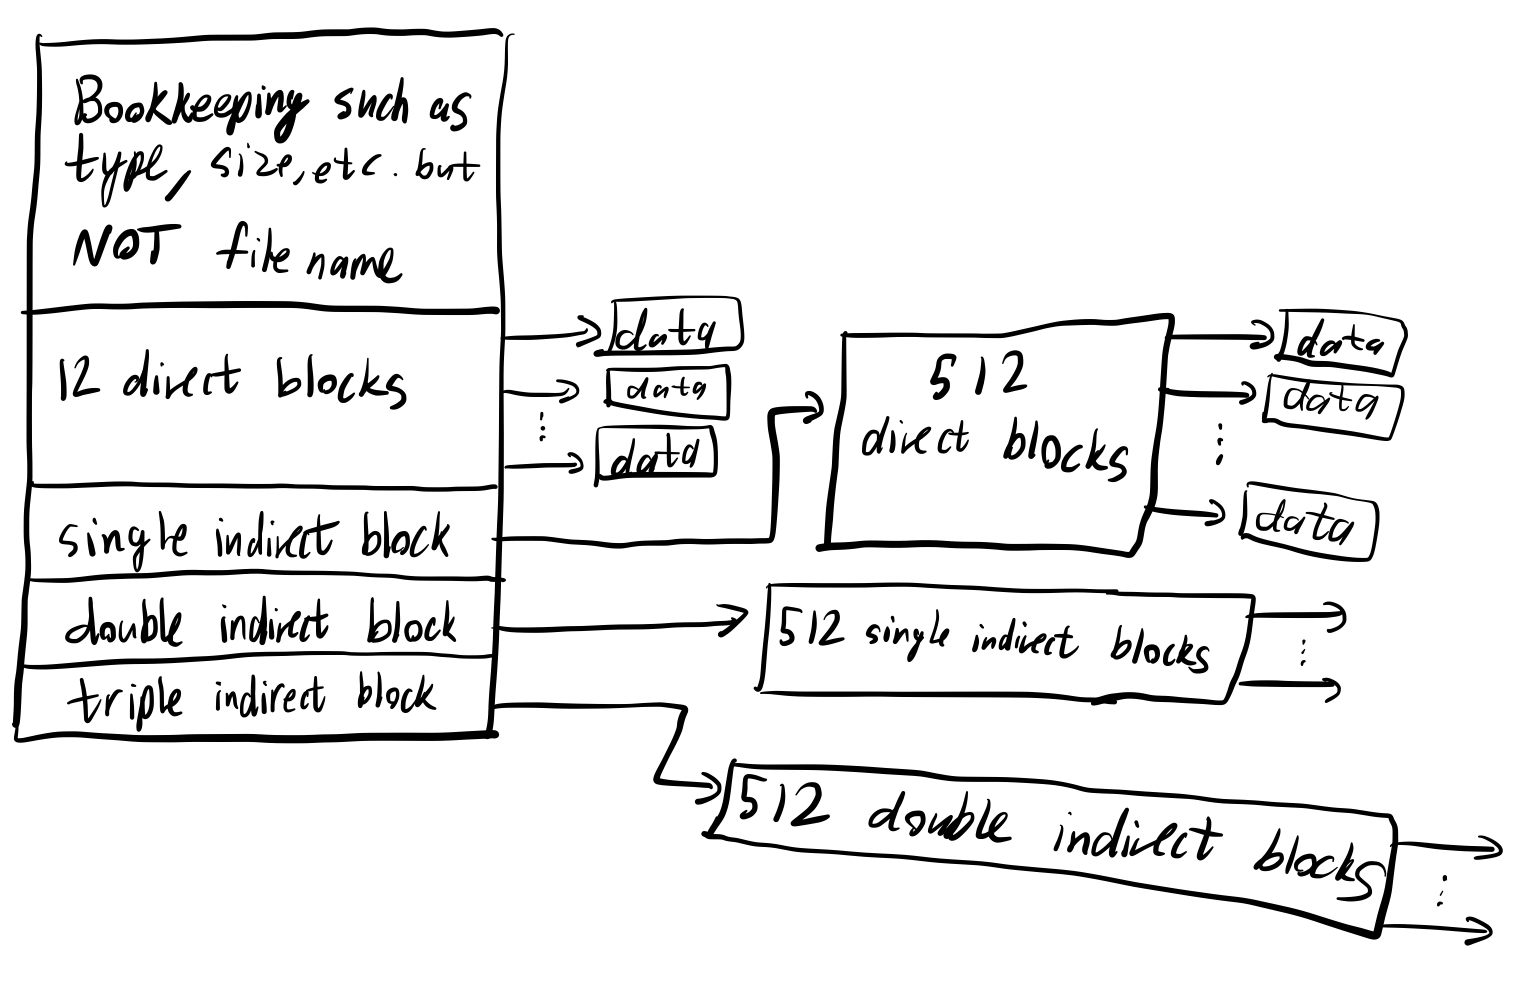 Bookkeeping such as
type, size, etc. but
NOT file name
12 direct blocks
data
data
data
single indirect block
512
direct blocks
data
data
data
double indirect block
512 single indirect blocks
triple indirect block
512 double indirect blocks